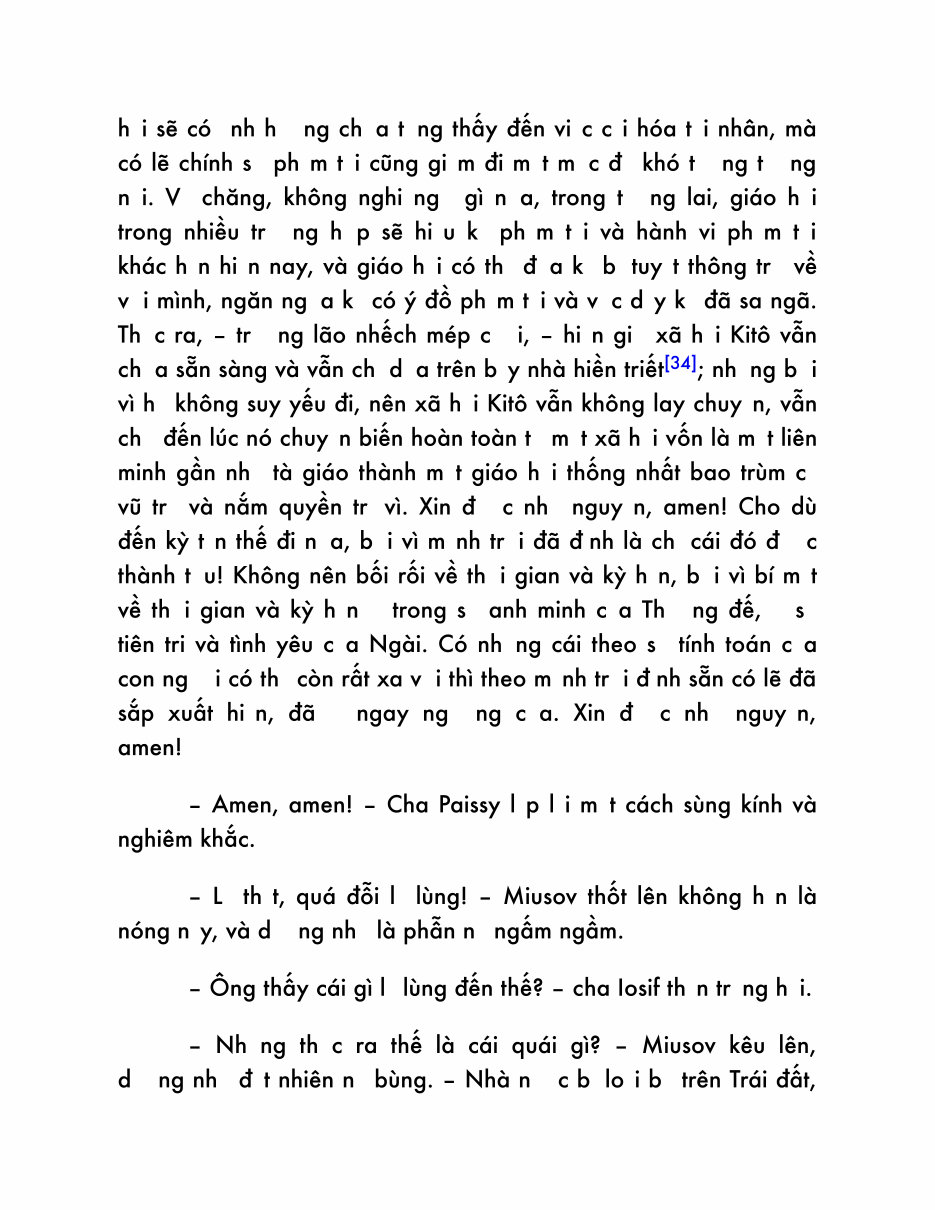 h i sẽ có nh h ng ch a t ng thấy đến vi c c i hóa t i nhân, mà
có lẽ chính s ph m t i cũng gi m đi m t m c đ khó t ng t ng
n i. V chăng, không nghi ng gì n a, trong t ng lai, giáo h i
trong nhiều tr ng h p sẽ hi u k ph m t i và hành vi ph m t i
khác h n hi n nay, và giáo h i có th đ a k b tuy t thông tr về
v i mình, ngăn ng a k có ý đồ ph m t i và v c d y k đã sa ngã.
Th c ra, – tr ng lão nhếch mép c i, – hi n gi xã h i Kitô vẫn
ch a sẵn sàng và vẫn ch d a trên b y nhà hiền triết[34]; nh ng b i
vì h không suy yếu đi, nên xã h i Kitô vẫn không lay chuy n, vẫn
ch đến lúc nó chuy n biến hoàn toàn t m t xã h i vốn là m t liên
minh gần nh tà giáo thành m t giáo h i thống nhất bao trùm c
vũ tr và nắm quyền tr vì. Xin đ c nh nguy n, amen! Cho dù
đến kỳ t n thế đi n a, b i vì m nh tr i đã đ nh là ch cái đó đ c
thành t u! Không nên bối rối về th i gian và kỳ h n, b i vì bí m t
về th i gian và kỳ h n trong s anh minh c a Th ng đế, s
tiên tri và tình yêu c a Ngài. Có nh ng cái theo s tính toán c a
con ng i có th còn rất xa v i thì theo m nh tr i đ nh sẵn có lẽ đã
sắp xuất hi n, đã ngay ng ng c a. Xin đ c nh nguy n,
amen!
– Amen, amen! – Cha Paissy l p l i m t cách sùng kính và
nghiêm khắc.
– L th t, quá đỗi l lùng! – Miusov thốt lên không h n là
nóng n y, và d ng nh là phẫn n ngấm ngầm.
– Ông thấy cái gì l lùng đến thế? – cha Iosif th n tr ng h i.
– Nh ng th c ra thế là cái quái gì? – Miusov kêu lên,
d ng nh đ t nhiên n bùng. – Nhà n c b lo i b trên Trái đất,